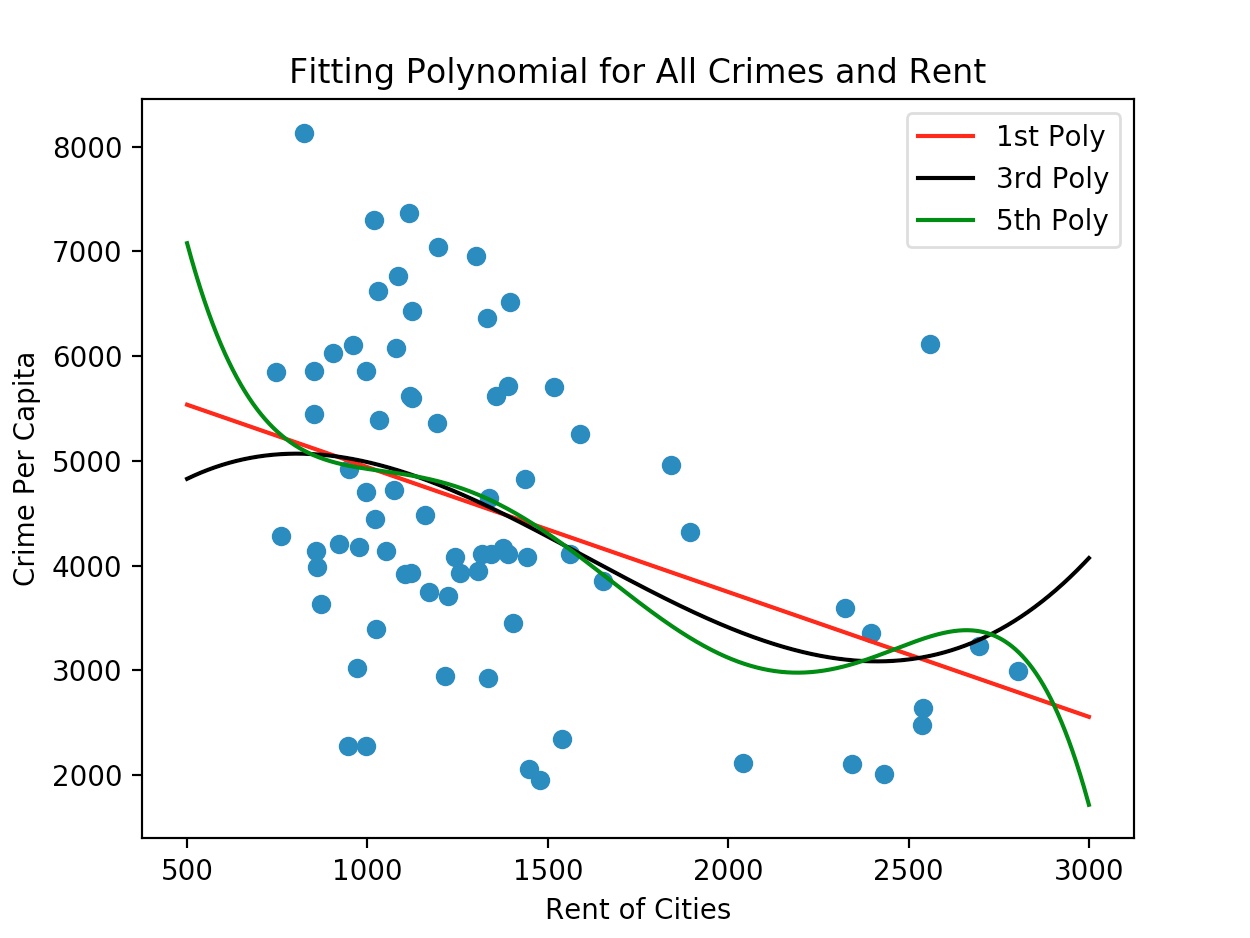 Fitting Polynomial for All Crimes and Rent
1st Poly
3rd Poly
5th Poly
8000
7000
6000
5000
4000
3000
2000
Crime Per Capita
500 1000 1500 2000 2500 3000
Rent of Cities